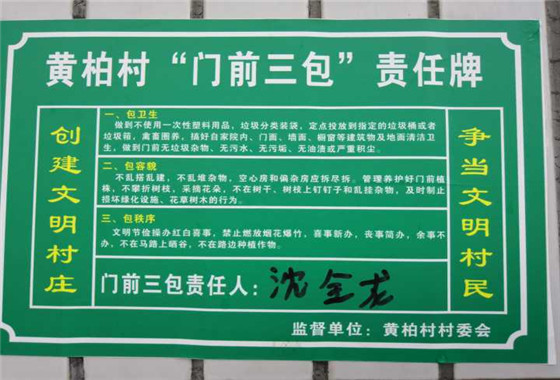 黄柏村“门前三包”责任牌
创建文明村庄
一、包卫生
做到不使用一次性塑料用品,垃圾分类装袋,定点投放到指定的垃圾桶或者
垃圾箱,禽畜圈养,搞好自家院内、门面、墙面、橱窗等建筑物及地面清洁卫
生,做到门前无垃圾杂物、无污水、无污垢、无油渍或严重积尘。
二、包容貌
不乱搭乱建,不乱堆杂物,空心房和偏杂房应拆尽拆。管理养护好门前植
株,不攀折树枝,采摘花朵,不在树干、树枝上钉钉子和乱挂杂物,及时制止
损坏绿化设施、花草树木的行为。
三、包秩序
文明节俭操办红白喜事,禁止燃放烟花爆竹,喜事新办,丧事简办,余事不
办,不在马路上晒谷,不在路边种植作物。
门前三包责任人:沈金龙
争当文明村民
监督单位:黄柏村村委会